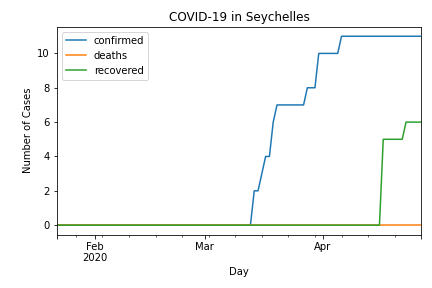 COVID-19 in Seychelles
confirmed
deaths
recovered
Number of Cases
10
8
6
4
2
0
Feb
2020
Mar
Apr
Day